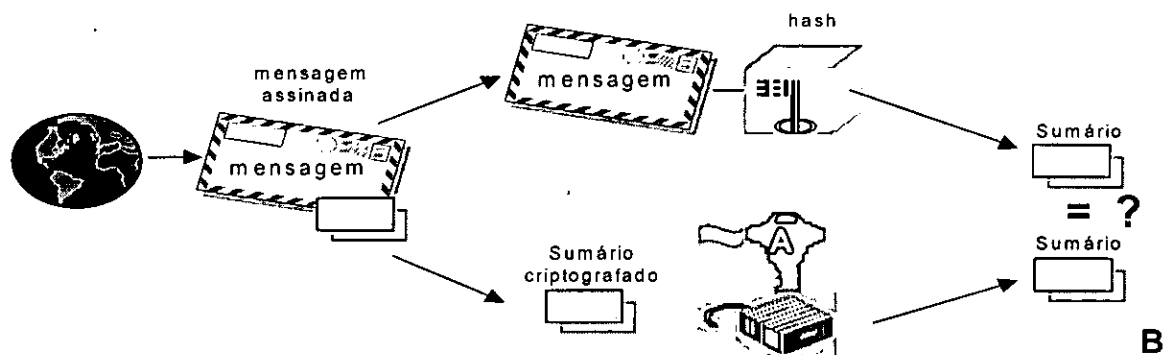 hash
mensagem
assinada
mensagem
mensagem
Sumário
= ?
Sumário
Sumário
criptografado
A
B